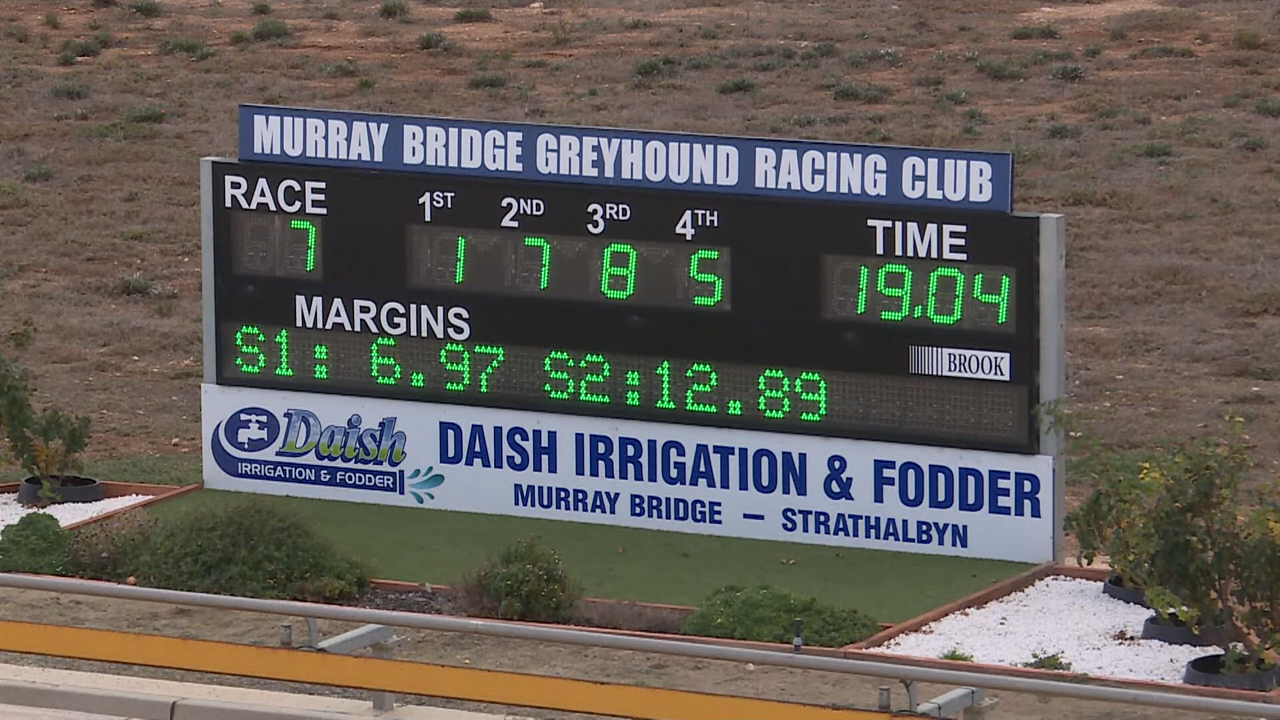 MURRAY BRIDGE GREYHOUND RACING CLUB
RACE 1ST 2ND 3RD 4TH TIME
7 1 7 8 5 19.04
MARGINS
S1: 6.97 S2:12.89
BROOK
Daish
IRRIGATION & FODDER
DAISH IRRIGATION & FODDER
MURRAY BRIDGE – STRATHALBYN